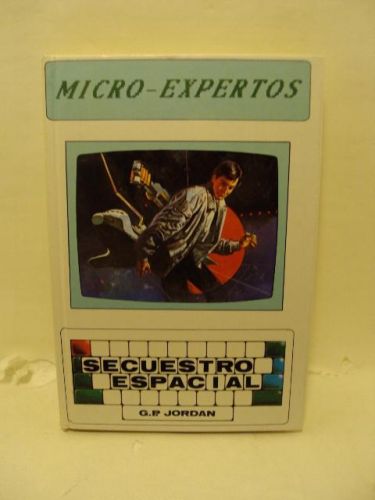 MICRO-EXPERTOS
SECUESTRO
ESPACIAL
G.P. JORDAN